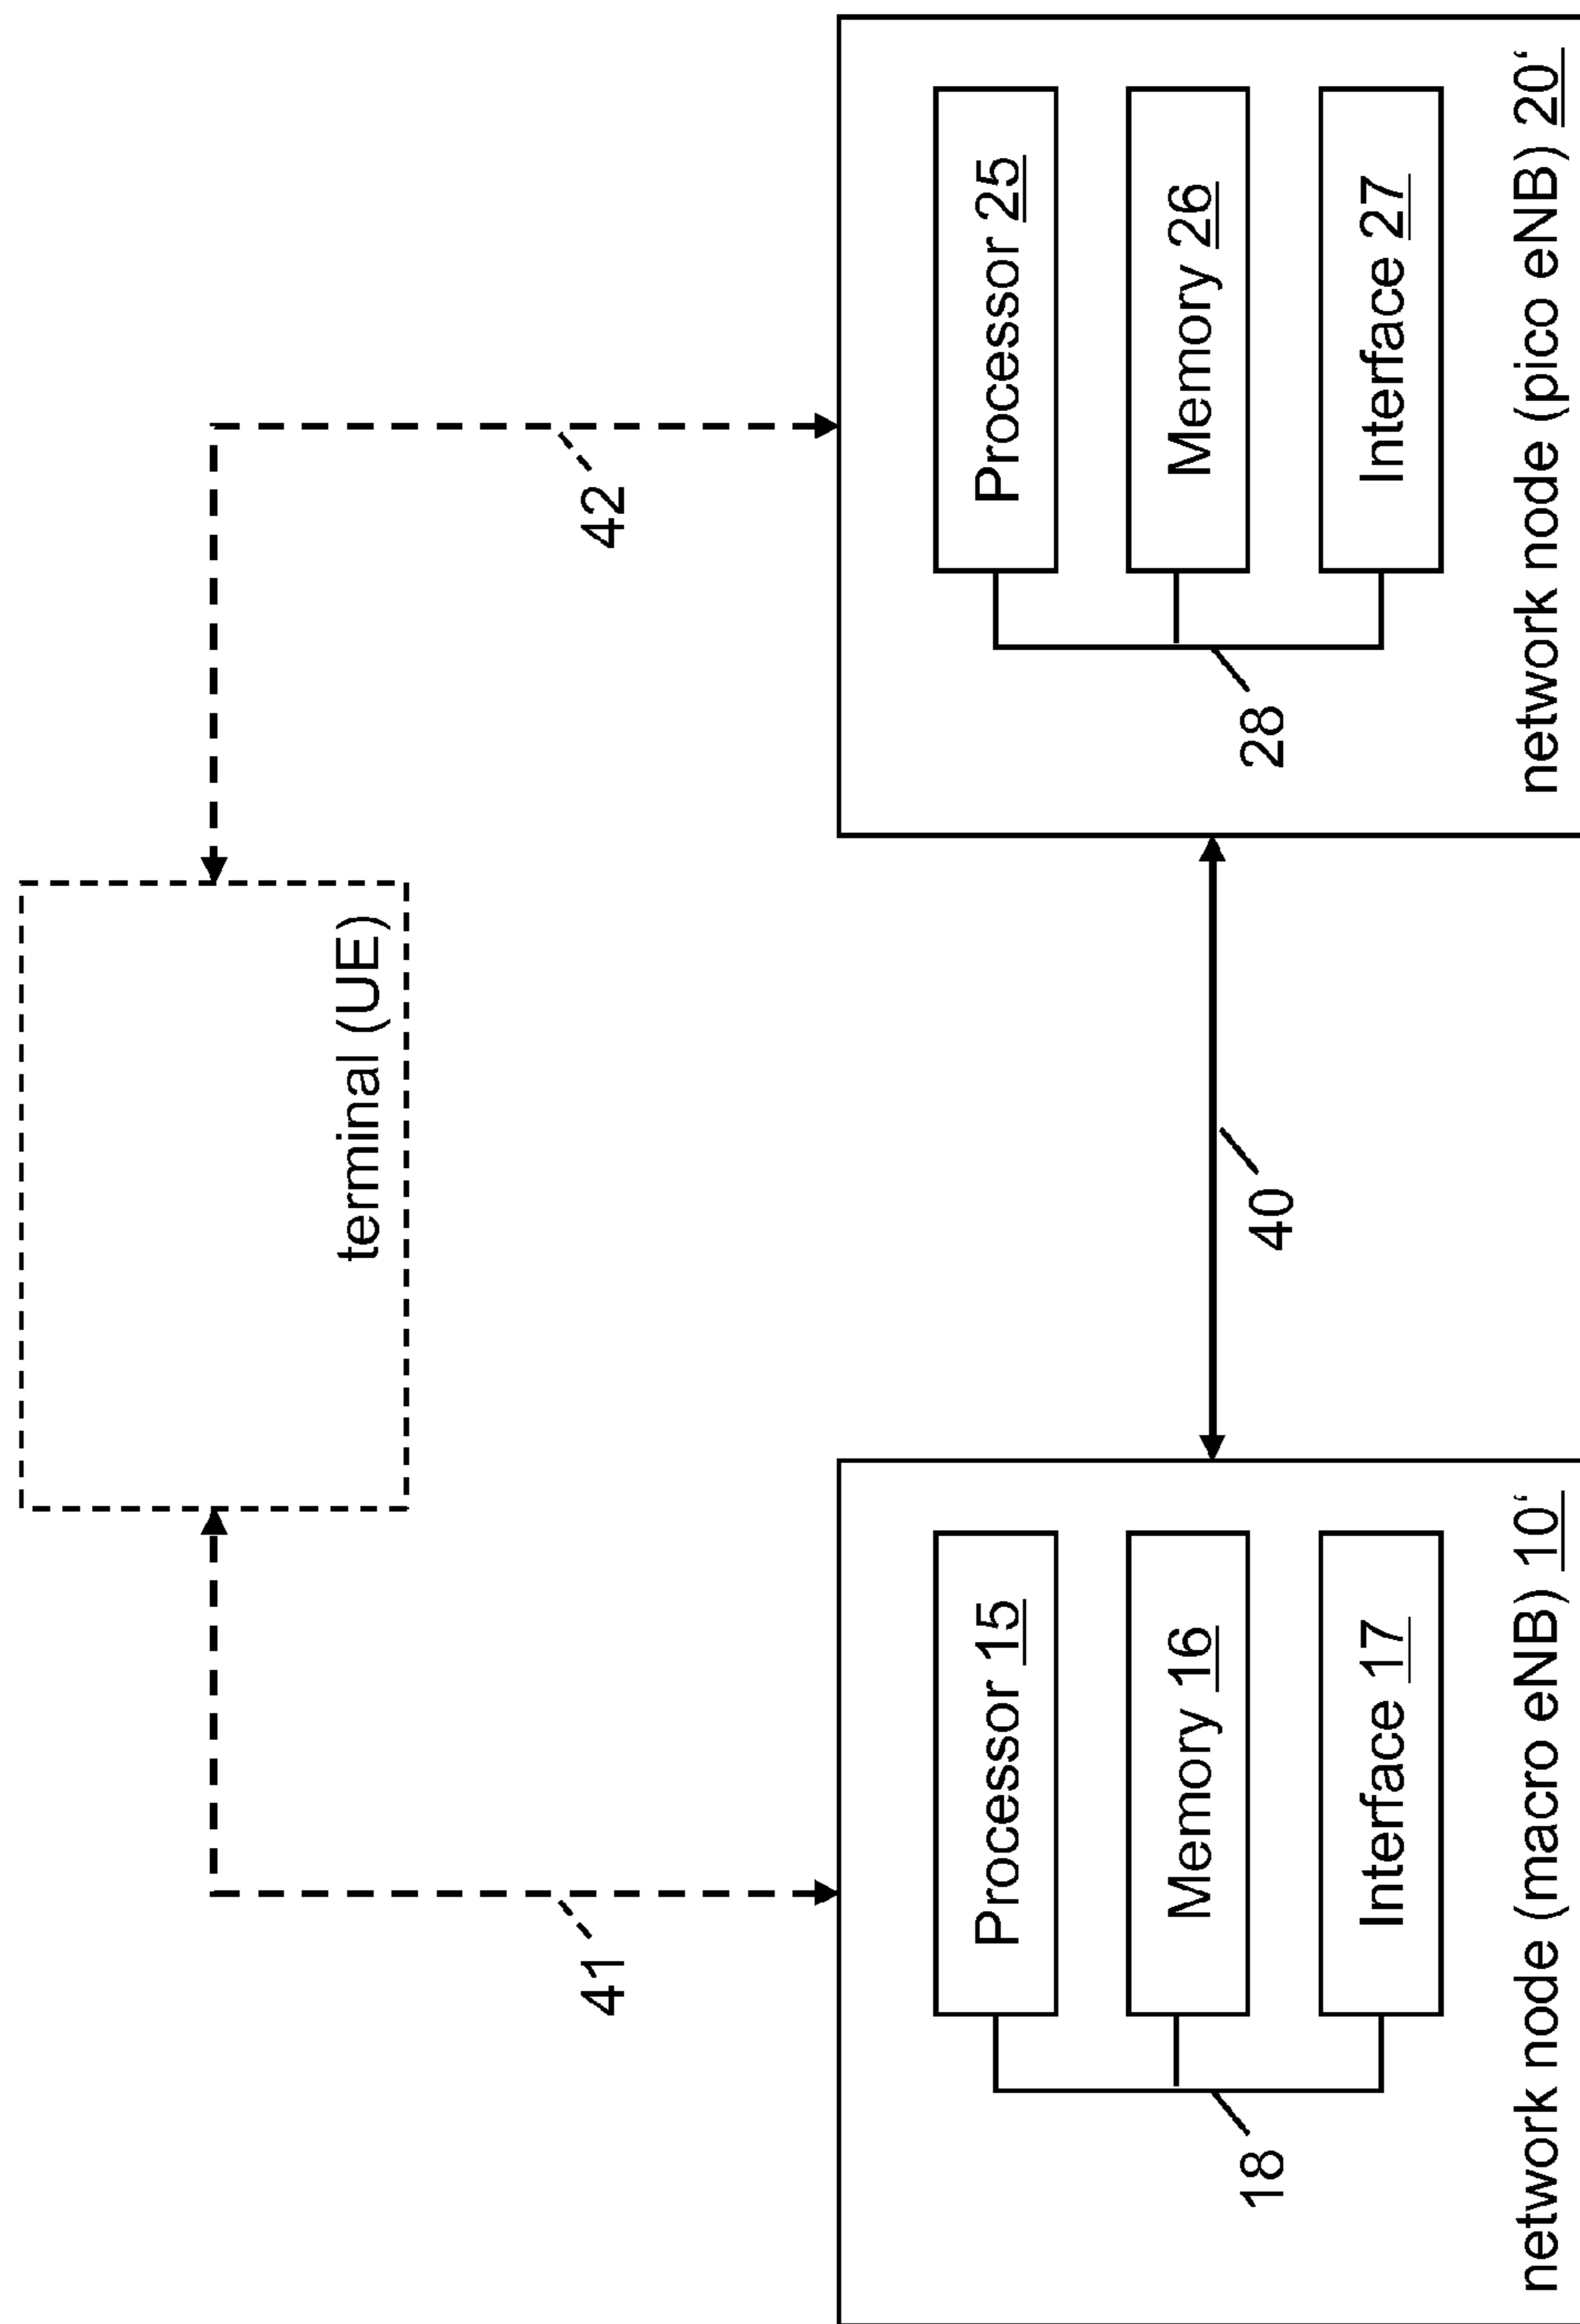 terminal (UE)
41
42
Processor 15
Memory 16
Interface 17
18
network node (macro eNB) 10‘
40
Processor 25
Memory 26
Interface 27
28
network node (pico eNB) 20‘